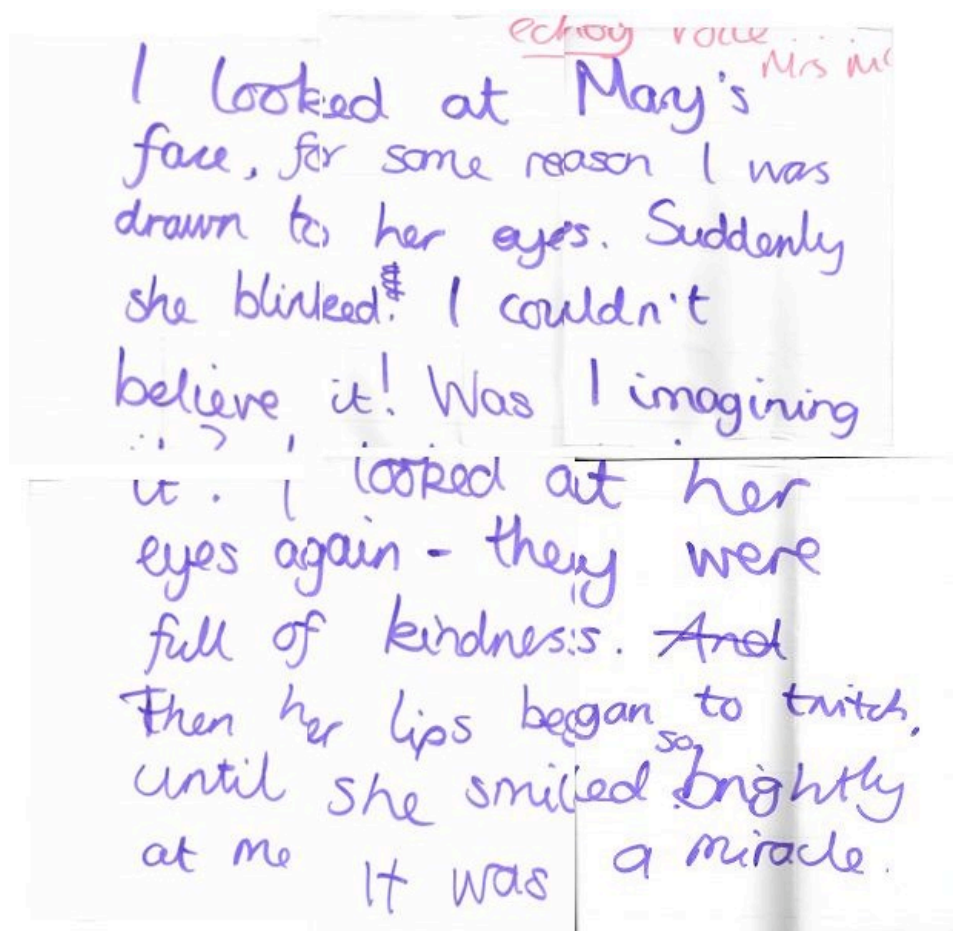 echoy voice
Mrs
I looked at Mary's
face, for some reason I was
drawn to her eyes. Suddenly
she blinked! I couldn't
believe it! Was I imagining
it? I looked at her
eyes again - they were
full of kindness. And
Then her lips began to twitch,
until she smiled so brightly
at me It was a miracle.